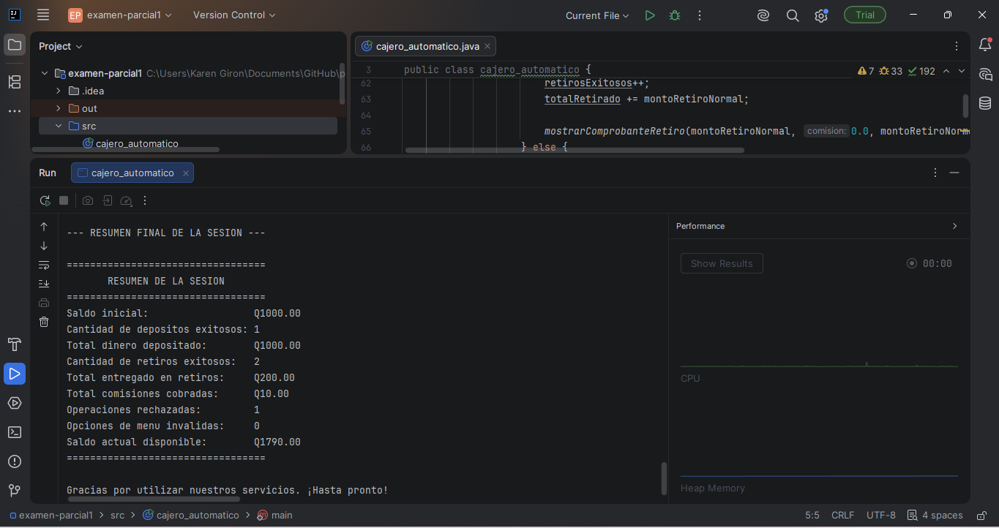 EP examen-parcial1 Version Control Current File Trial
Project
cajero_automatico.java
examen-parcial1 C:\Users\Karen Giron\Documents\GitHub\p
.idea
out
src
cajero_automatico
3 public class cajero_automatico { 7 33 192
62 retirosExitosos++;
63 totalRetirado += montoRetiroNormal;
64
65 mostrarComprobanteRetiro(montoRetiroNormal, comision: 0.0, montoRetiroNorm
66 } else {
Run cajero_automatico
--- RESUMEN FINAL DE LA SESION ---
==================================
RESUMEN DE LA SESION
==================================
Saldo inicial: Q1000.00
Cantidad de depositos exitosos: 1
Total dinero depositado: Q1000.00
Cantidad de retiros exitosos: 2
Total entregado en retiros: Q200.00
Total comisiones cobradas: Q10.00
Operaciones rechazadas: 1
Opciones de menu invalidas: 0
Saldo actual disponible: Q1790.00
==================================
Gracias por utilizar nuestros servicios. ¡Hasta pronto!
Performance
Show Results 00:00
CPU
Heap Memory
examen-parcial1 > src > cajero_automatico > main 5:5 CRLF UTF-8 4 spaces